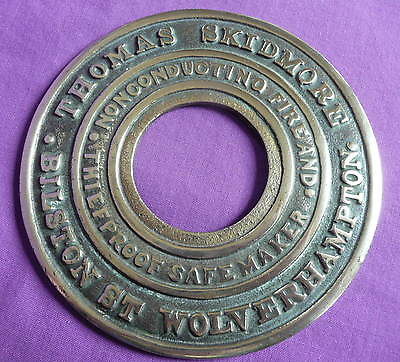 · THOMAS SKIDMORE ·
BILSTON ST WOLVERHAMPTON.
NONCONDUCTING FIRE AND
THIEF PROOF SAFE MAKER